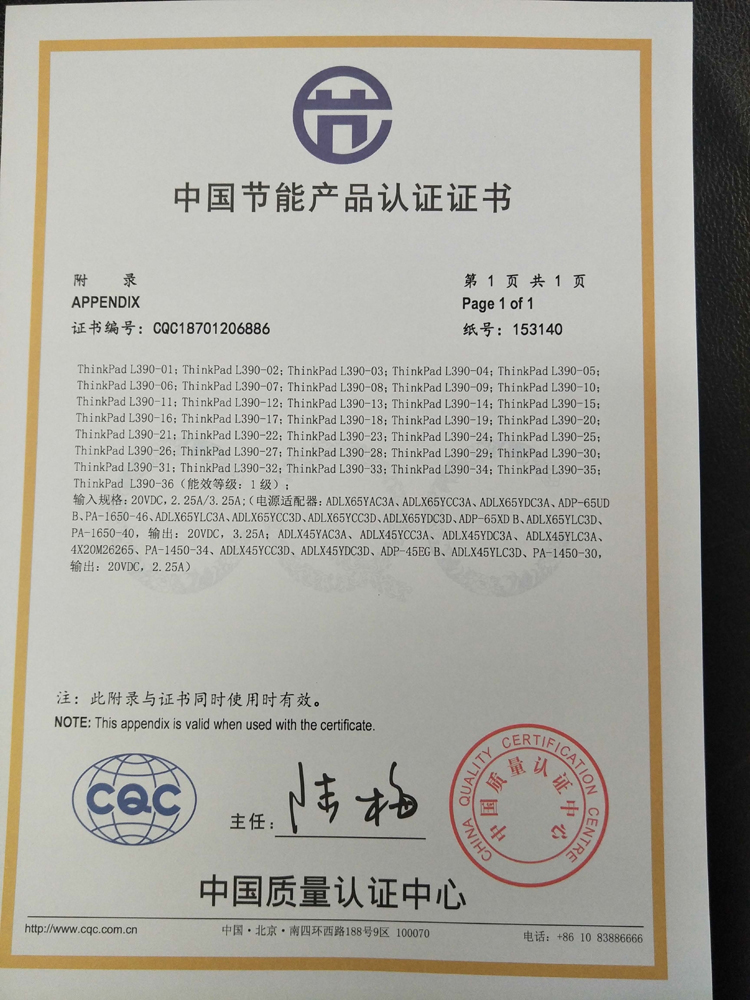 中国节能产品认证证书
附 录
第 1 页 共 1 页
APPENDIX
Page 1 of 1
证书编号：CQC18701206886
纸号：153140
ThinkPad L390-01；ThinkPad L390-02；ThinkPad L390-03；ThinkPad L390-04；ThinkPad L390-05；
ThinkPad L390-06；ThinkPad L390-07；ThinkPad L390-08；ThinkPad L390-09；ThinkPad L390-10；
ThinkPad L390-11；ThinkPad L390-12；ThinkPad L390-13；ThinkPad L390-14；ThinkPad L390-15；
ThinkPad L390-16；ThinkPad L390-17；ThinkPad L390-18；ThinkPad L390-19；ThinkPad L390-20；
ThinkPad L390-21；ThinkPad L390-22；ThinkPad L390-23；ThinkPad L390-24；ThinkPad L390-25；
ThinkPad L390-26；ThinkPad L390-27；ThinkPad L390-28；ThinkPad L390-29；ThinkPad L390-30；
ThinkPad L390-31；ThinkPad L390-32；ThinkPad L390-33；ThinkPad L390-34；ThinkPad L390-35；
ThinkPad L390-36（能效等级：1 级）；
输入规格：20VDC，2.25A/3.25A；（电源适配器：ADLX65YAC3A、ADLX65YCC3A、ADLX65YDC3A、ADP-65UD
B、PA-1650-46、ADLX65YLC3A、ADLX65YCC3D、ADLX65YCC3D、ADLX65YDC3D、ADP-65XD B、ADLX65YLC3D、
PA-1650-40，输出：20VDC，3.25A；ADLX45YAC3A、ADLX45YCC3A、ADLX45YDC3A、ADLX45YLC3A、
4X20M26265、PA-1450-34、ADLX45YCC3D、ADLX45YDC3D、ADP-45EG B、ADLX45YLC3D、PA-1450-30，
输出：20VDC，2.25A）
注：此附录与证书同时使用时有效。
NOTE: This appendix is valid when used with the certificate.
CQC
主任：
陆梅
CHINA QUALITY CERTIFICATION CENTRE
中国质量认证中心
中国质量认证中心
http://www.cqc.com.cn
中国·北京·南四环西路188号9区 100070
电话：+86 10 83886666